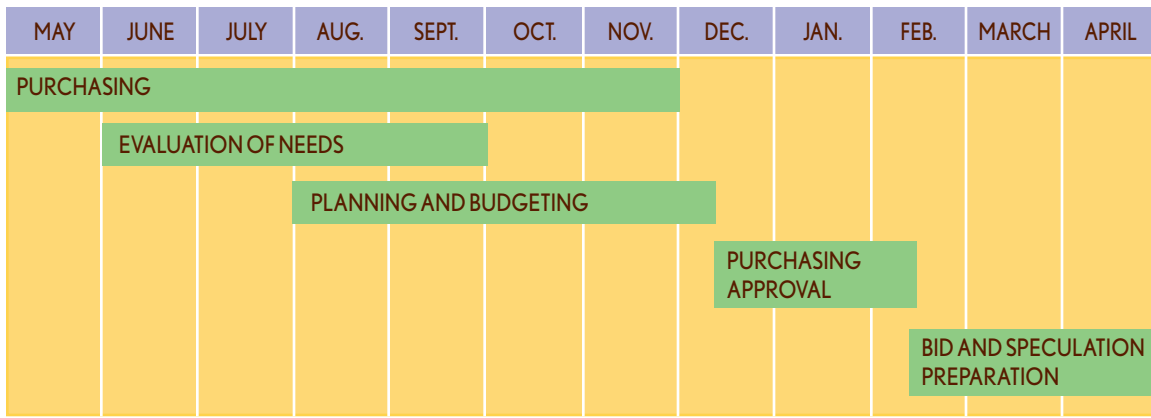 MAY JUNE JULY AUG. SEPT. OCT. NOV. DEC. JAN. FEB. MARCH APRIL
PURCHASING
EVALUATION OF NEEDS
PLANNING AND BUDGETING
PURCHASING
APPROVAL
BID AND SPECULATION
PREPARATION